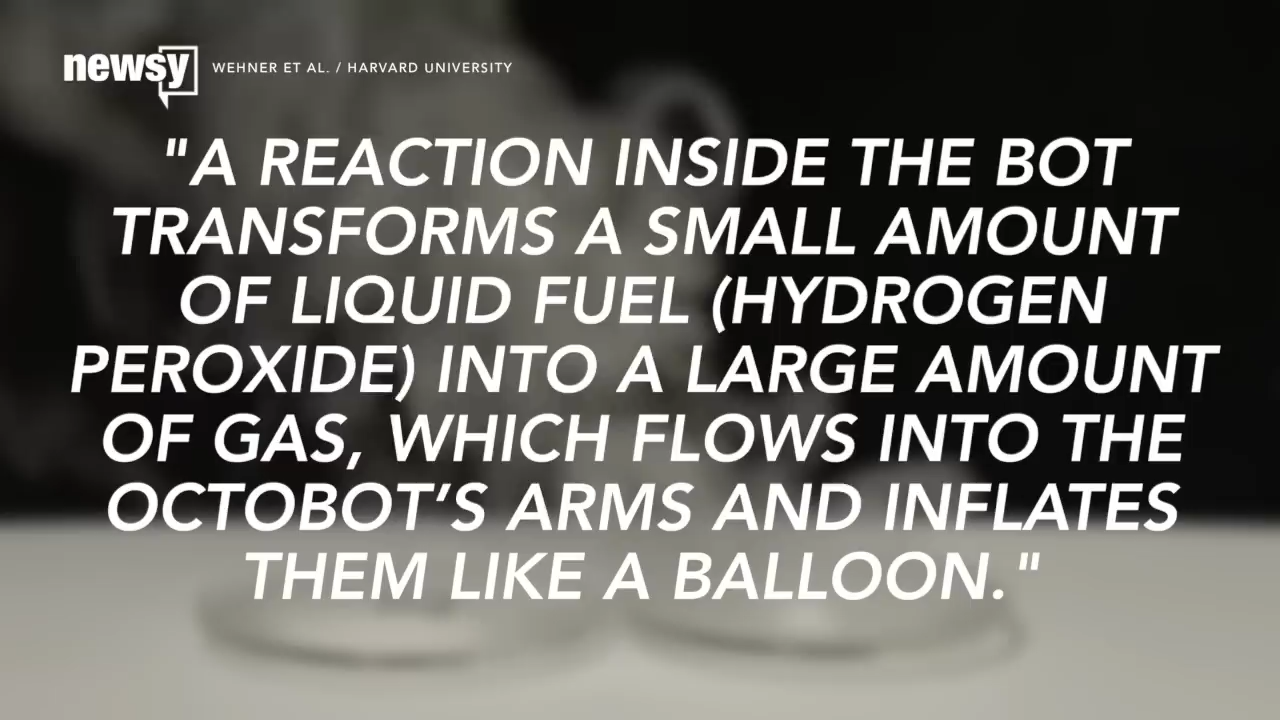 newsy
WEHNER ET AL. / HARVARD UNIVERSITY
"A REACTION INSIDE THE BOT
TRANSFORMS A SMALL AMOUNT
OF LIQUID FUEL (HYDROGEN
PEROXIDE) INTO A LARGE AMOUNT
OF GAS, WHICH FLOWS INTO THE
OCTOBOT’S ARMS AND INFLATES
THEM LIKE A BALLOON."